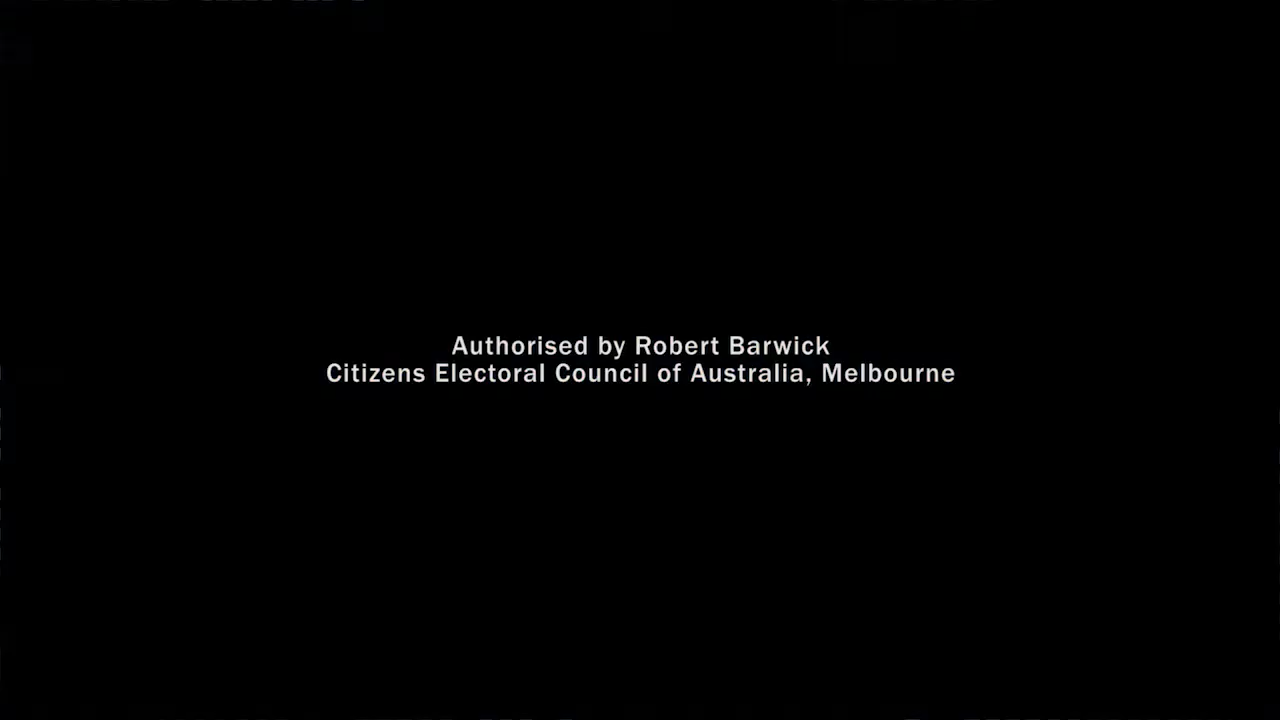 Authorised by Robert Barwick
Citizens Electoral Council of Australia, Melbourne